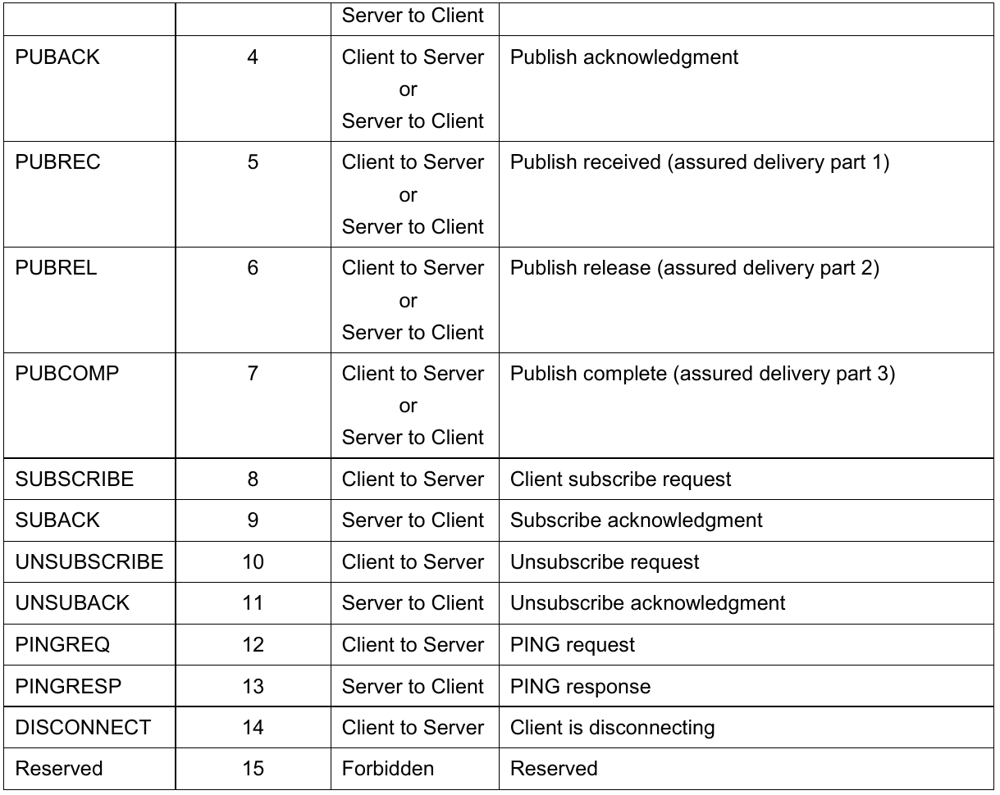 Server to Client
PUBACK 4 Client to Server Publish acknowledgment
or
Server to Client
PUBREC 5 Client to Server Publish received (assured delivery part 1)
or
Server to Client
PUBREL 6 Client to Server Publish release (assured delivery part 2)
or
Server to Client
PUBCOMP 7 Client to Server Publish complete (assured delivery part 3)
or
Server to Client
SUBSCRIBE 8 Client to Server Client subscribe request
SUBACK 9 Server to Client Subscribe acknowledgment
UNSUBSCRIBE 10 Client to Server Unsubscribe request
UNSUBACK 11 Server to Client Unsubscribe acknowledgment
PINGREQ 12 Client to Server PING request
PINGRESP 13 Server to Client PING response
DISCONNECT 14 Client to Server Client is disconnecting
Reserved 15 Forbidden Reserved